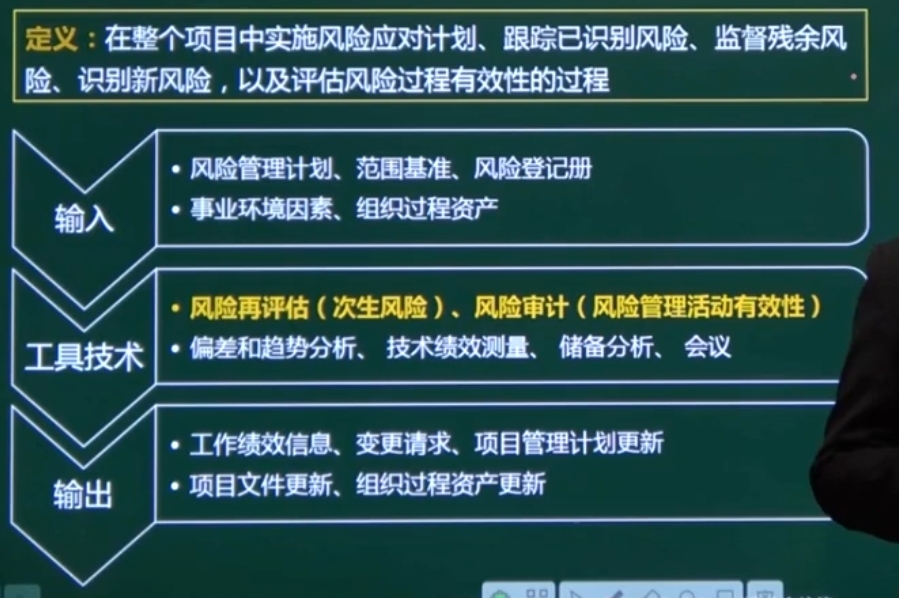 定义：在整个项目中实施风险应对计划、跟踪已识别风险、监督残余风
险、识别新风险，以及评估风险过程有效性的过程
输入
• 风险管理计划、范围基准、风险登记册
• 事业环境因素、组织过程资产
工具技术
• 风险再评估（次生风险）、风险审计（风险管理活动有效性）
• 偏差和趋势分析、 技术绩效测量、 储备分析、 会议
输出
• 工作绩效信息、变更请求、项目管理计划更新
• 项目文件更新、组织过程资产更新